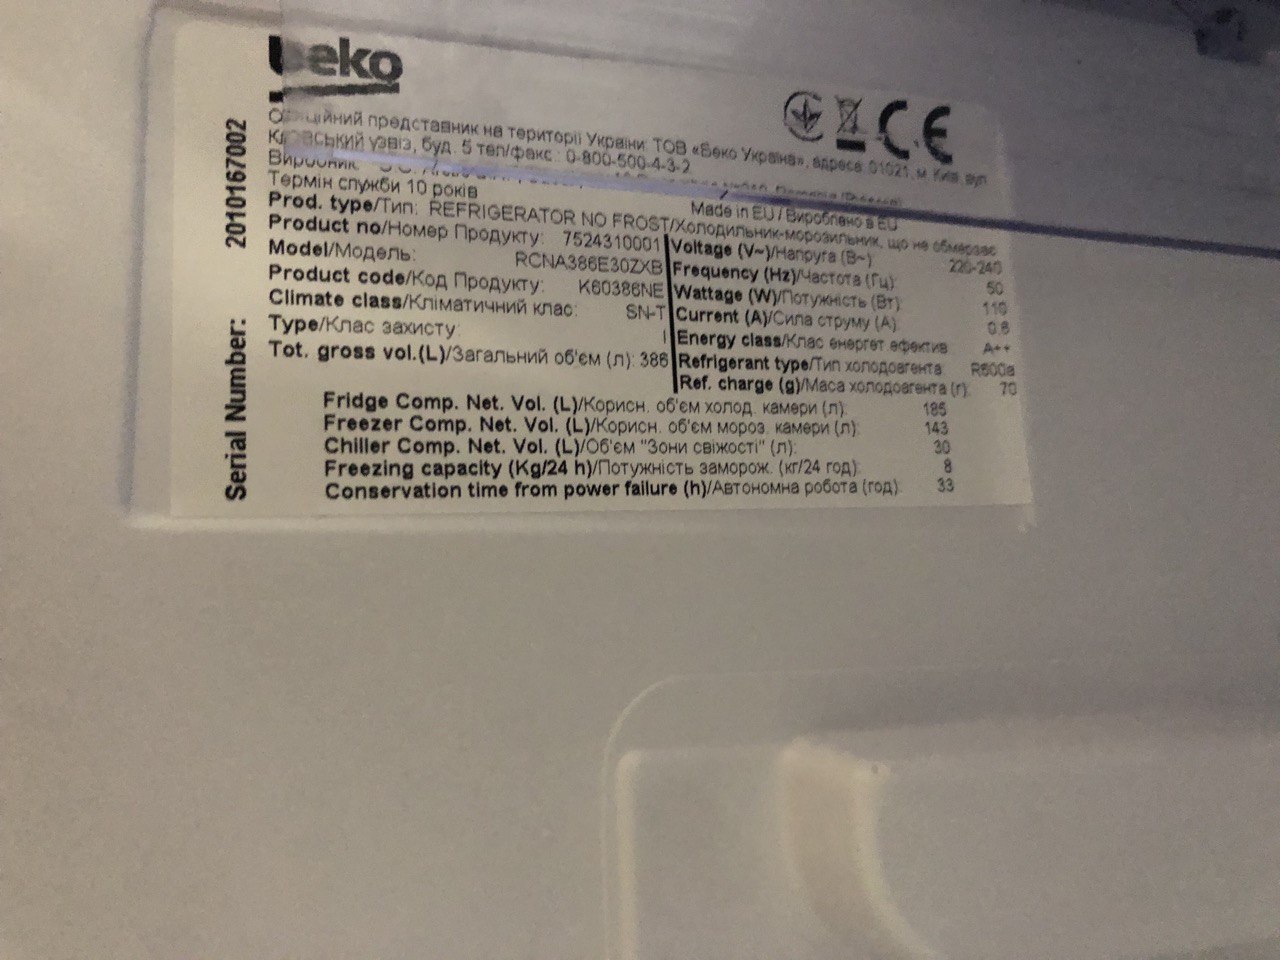 beko
CE
Офіційний представник на території України: ТОВ «Беко Україна», адреса: 01021, м. Київ, вул.
Кловський узвіз, буд. 5 тел/факс.: 0-800-500-4-3-2
Виробник:
Термін служби 10 років
Made in EU / Вироблено в EU
Prod. type/Тип: REFRIGERATOR NO FROST/Холодильник-морозильник, що не обмерзає
Product no/Номер Продукту: 7524310001
Model/Модель: RCNA386E30ZXB
Product code/Код Продукту: K60386NE
Climate class/Кліматичний клас: SN-T
Type/Клас захисту: I
Tot. gross vol.(L)/Загальний об'єм (л): 386
Voltage (V~)/Напруга (В~) 220-240
Frequency (Hz)/Частота (Гц): 50
Wattage (W)/Потужність (Вт) 110
Current (A)/Сила струму (А) 0.6
Energy class/Клас енергет ефектив A++
Refrigerant type/Тип холодоагента R600a
Ref. charge (g)/Маса холодоагента (г): 70
Fridge Comp. Net. Vol. (L)/Корисн. об'єм холод. камери (л): 185
Freezer Comp. Net. Vol. (L)/Корисн. об'єм мороз. камери (л): 143
Chiller Comp. Net. Vol. (L)/Об'єм "Зони свіжості" (л): 30
Freezing capacity (Kg/24 h)/Потужність заморож. (кг/24 год): 8
Conservation time from power failure (h)/Автономна робота (год): 33
Serial Number: 2010167002